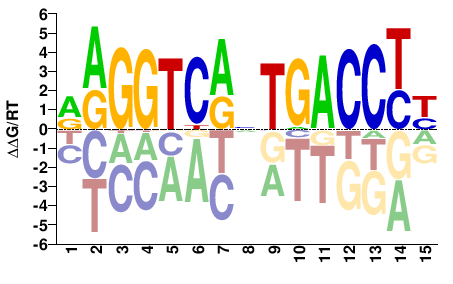 6
5
4
3
2
1
0
-1
-2
-3
-4
-5
-6
ΔΔG/RT
A A G G T C A T G A C C T T
G G G C C
T C A A C A T G C G T A G A
C T C C A C A T T G T A G
G
1 2 3 4 5 6 7 8 9 10 11 12 13 14 15